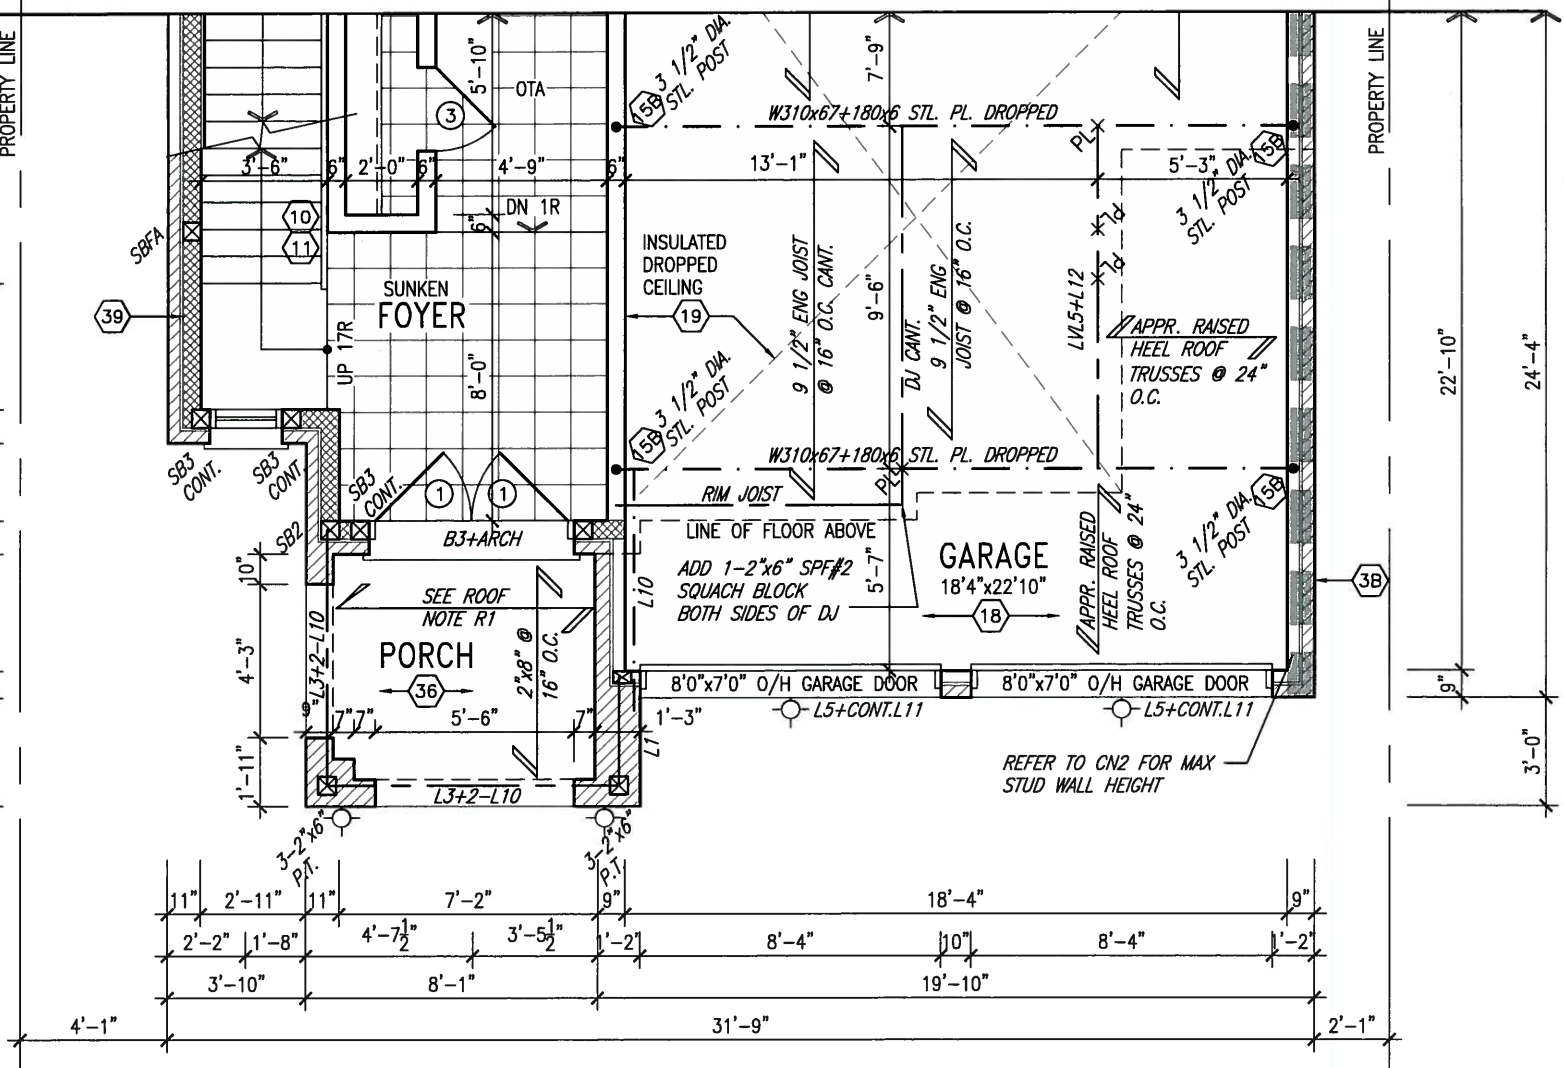 PROPERTY LINE
5'-10"
OTA
3
3 1/2" DIA.
STL. POST
15B
7'-9"
W310x67+180x6 STL. PL. DROPPED
PL
PROPERTY LINE
3'-6"
6"
2'-0"
6"
4'-9"
6"
13'-1"
5'-3"
15B
3 1/2" DIA.
STL. POST
10
11
DN 1R
6"
PL
PL
SBFA
39
SUNKEN
FOYER
UP 17R
8'-0"
INSULATED
DROPPED
CEILING
19
9 1/2" ENG JOIST
@ 16" O.C. CANT.
9'-6"
DJ CANT.
9 1/2" ENG
JOIST @ 16" O.C.
LVL5+L12
APPR. RAISED
HEEL ROOF
TRUSSES @ 24"
O.C.
22'-10"
24'-4"
3 1/2" DIA.
STL. POST
15B
W310x67+180x6 STL. PL. DROPPED
PL
SB3
CONT.
SB3
CONT.
SB3
CONT.
1
1
RIM JOIST
15B
3 1/2" DIA.
STL. POST
SB2
B3+ARCH
LINE OF FLOOR ABOVE
10"
L10
ADD 1-2"x6" SPF#2
SQUACH BLOCK
BOTH SIDES OF DJ
5'-7"
GARAGE
18'4"x22'10"
18
APPR. RAISED
HEEL ROOF
TRUSSES @ 24"
O.C.
3B
SEE ROOF
NOTE R1
4'-3"
L3+2-L10
PORCH
36
2"x8" @
16" O.C.
8'0"x7'0" O/H GARAGE DOOR
8'0"x7'0" O/H GARAGE DOOR
9"
9"
7"
7"
5'-6"
7"
1'-3"
L5+CONT.L11
L5+CONT.L11
L1
1'-11"
L3+2-L10
REFER TO CN2 FOR MAX
STUD WALL HEIGHT
3'-0"
3-2"x6"
P.T.
3-2"x6"
P.T.
11"
2'-11"
11"
7'-2"
9"
18'-4"
9"
2'-2"
1'-8"
4'-7 1/2"
3'-5 1/2"
1'-2"
8'-4"
10"
8'-4"
1'-2"
3'-10"
8'-1"
19'-10"
4'-1"
31'-9"
2'-1"